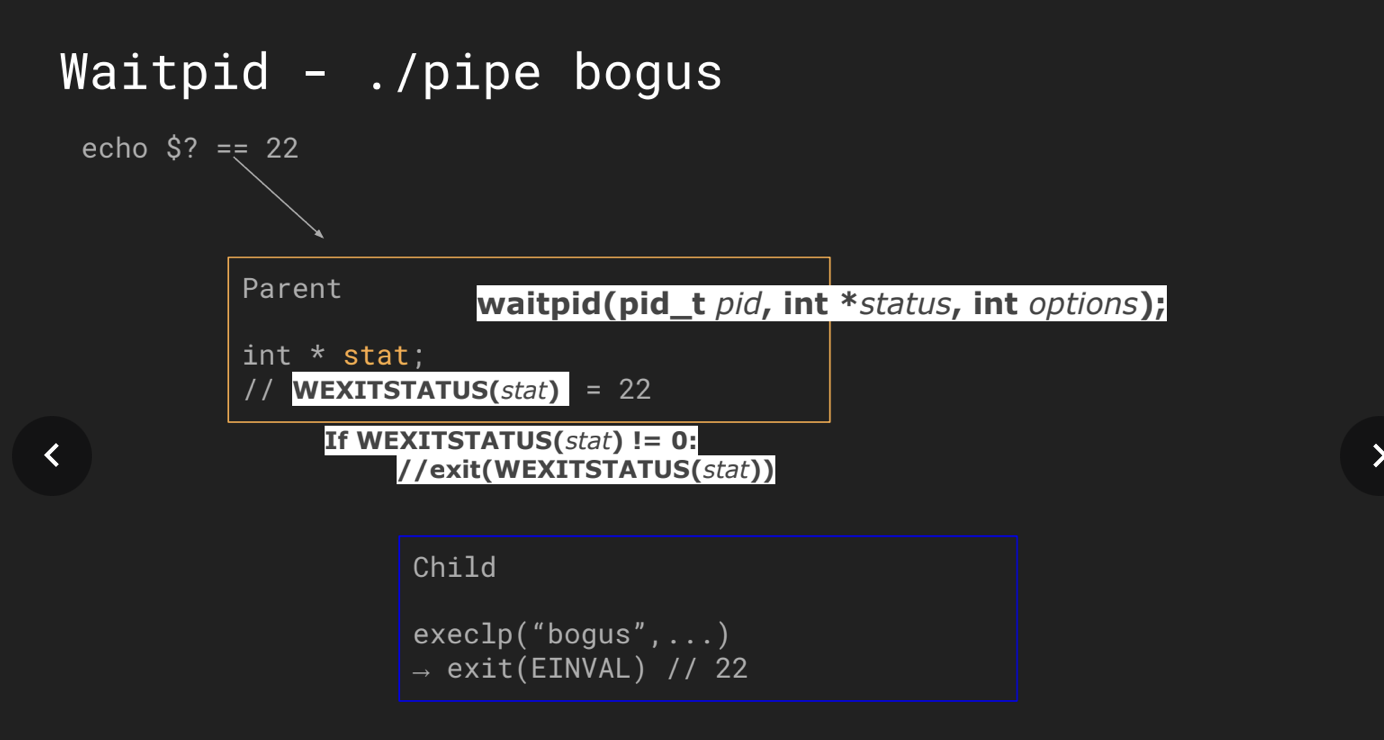 Waitpid - ./pipe bogus
echo $? == 22
Parent
waitpid(pid_t pid, int *status, int options);
int * stat;
// WEXITSTATUS(stat) = 22
If WEXITSTATUS(stat) != 0:
//exit(WEXITSTATUS(stat))
Child
execlp(“bogus”,...)
→ exit(EINVAL) // 22